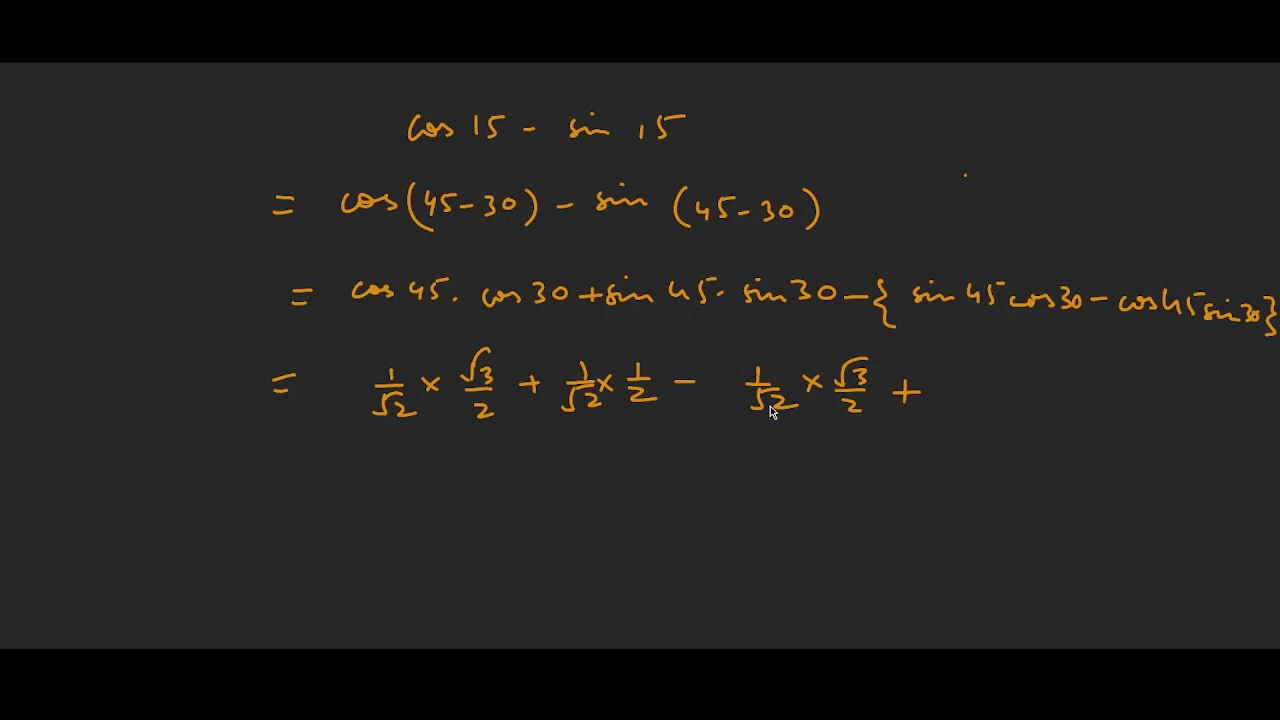 cos 15 - sin 15
= cos(45-30) - sin (45-30)
= cos 45. cos 30 + sin 45. sin 30 - { sin 45 cos 30 - cos 45 sin 30}
= 1/√2 × √3/2 + 1/√2 × 1/2 - 1/√2 × √3/2 +